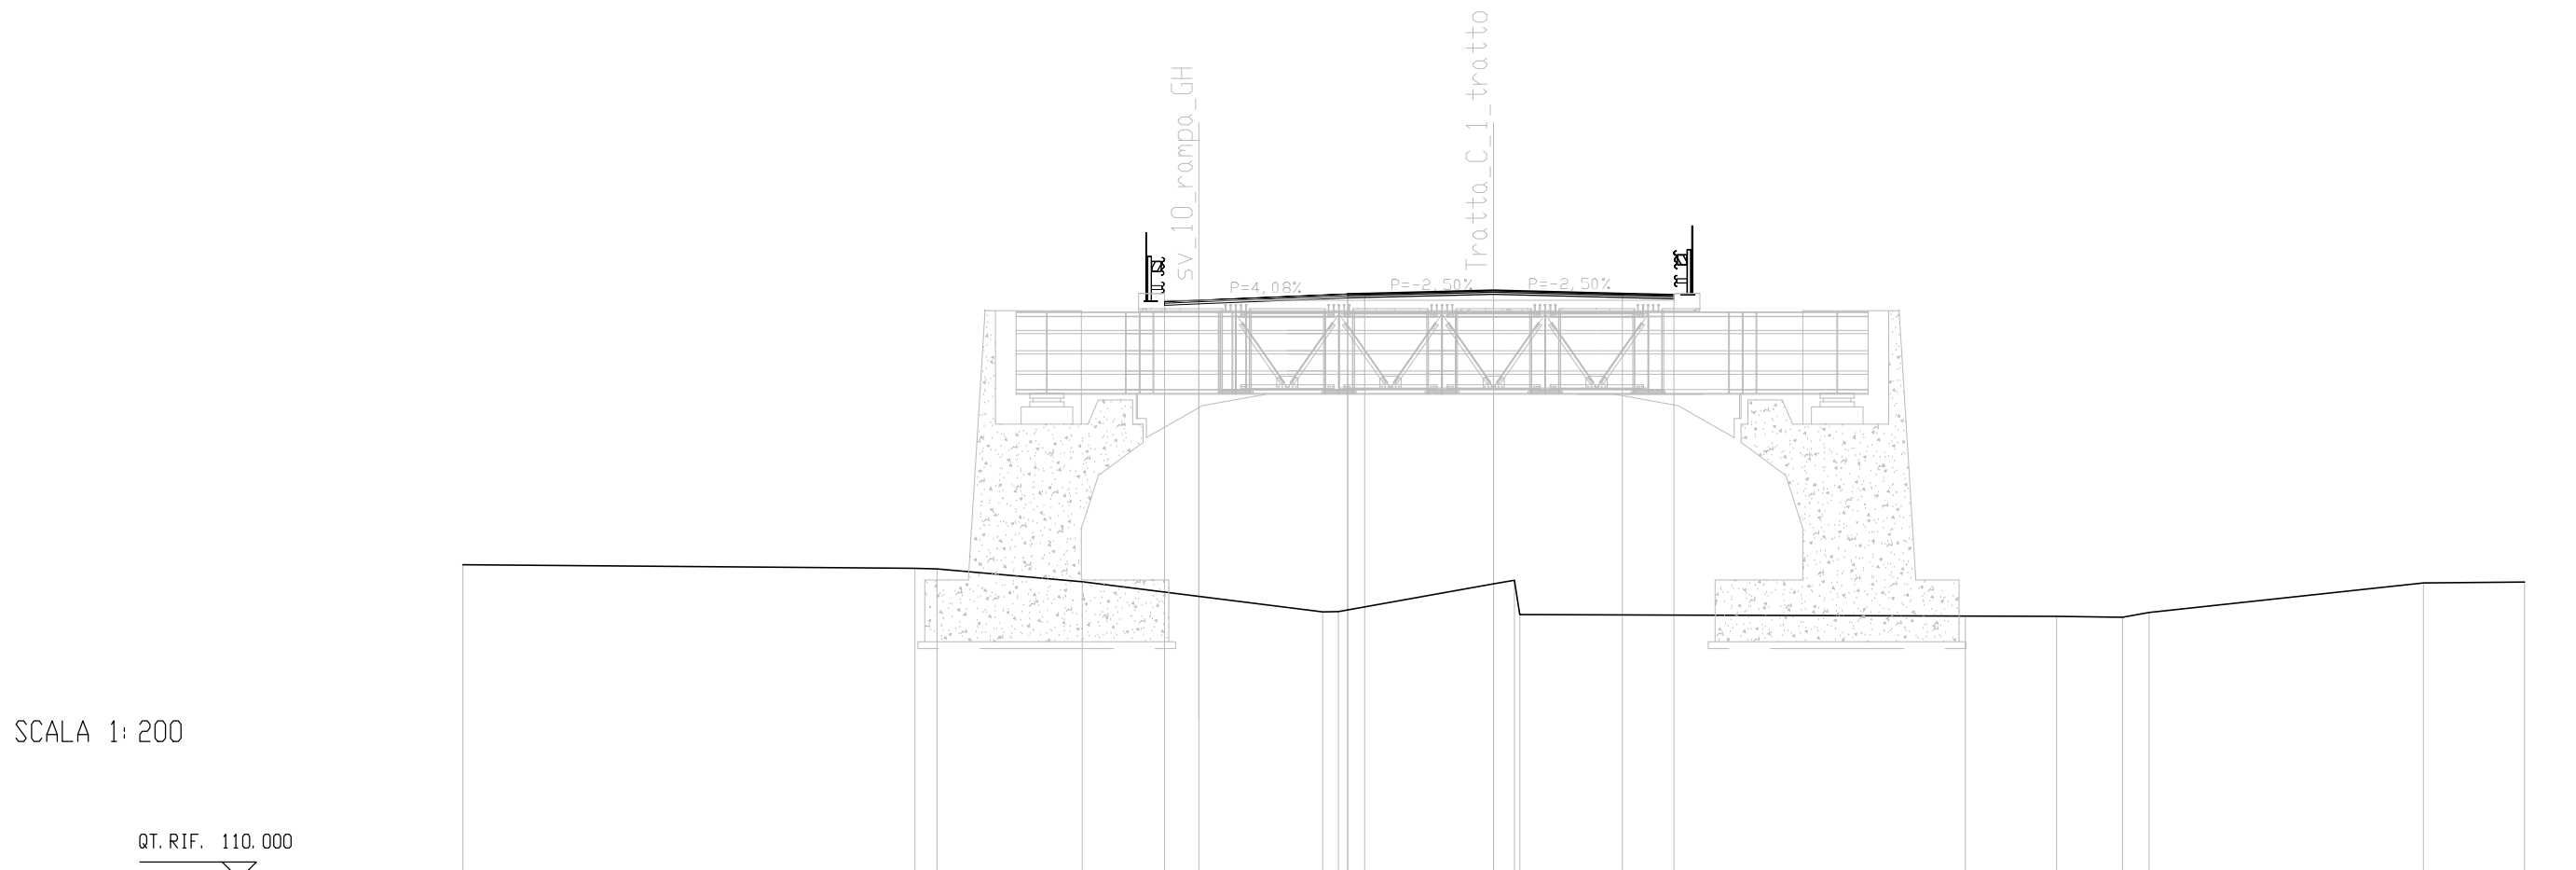 Tratta_C_1_tratto
sv_10_rampa_GH
P=4,08%
P=-2,50%
P=-2,50%
SCALA 1:200
QT.RIF. 110.000